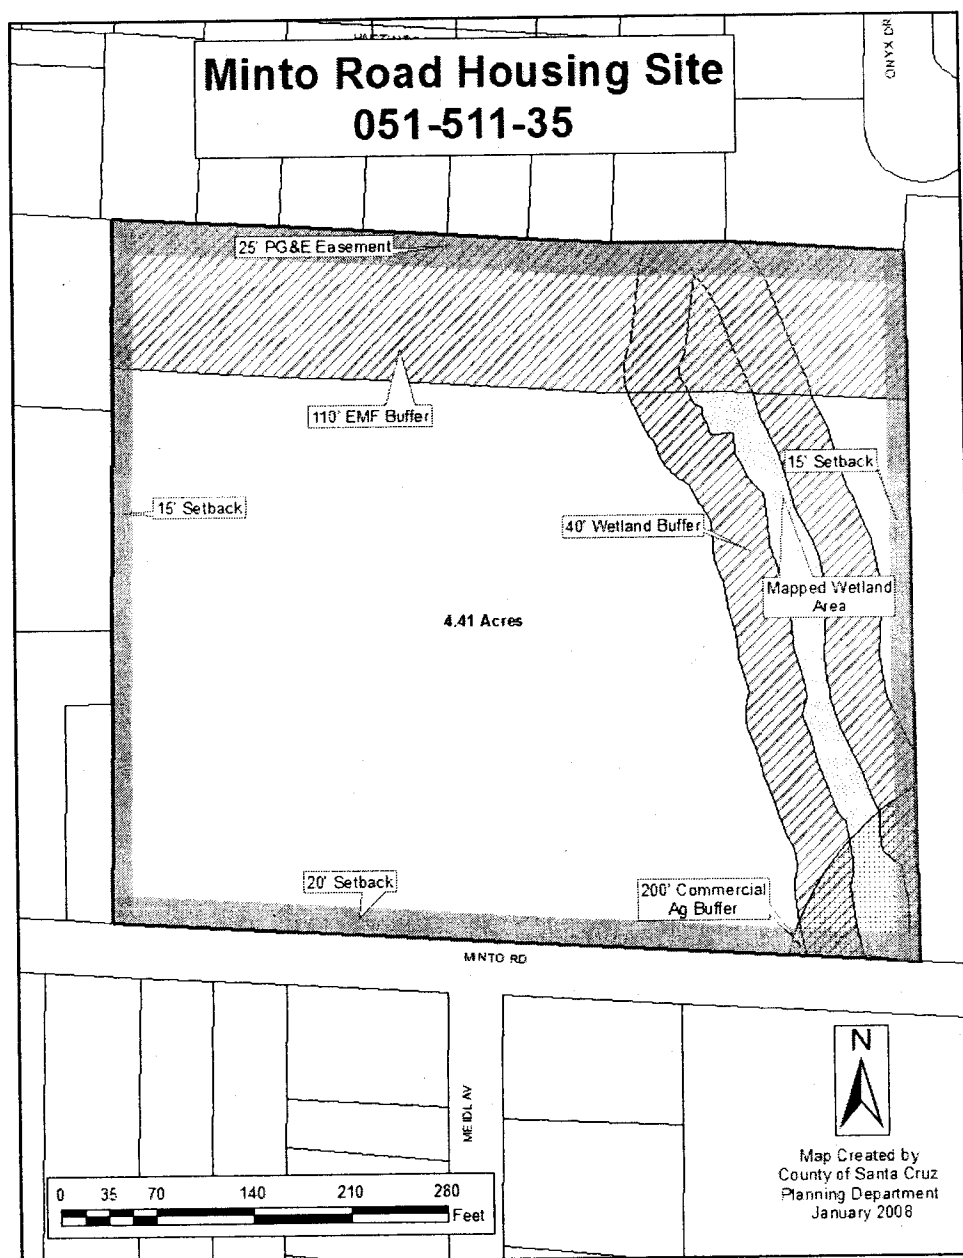 ONYX DR
Minto Road Housing Site
051-511-35
25' PG&E Easement
110' EMF Buffer
15' Setback
15' Setback
40' Wetland Buffer
Mapped Wetland
Area
4.41 Acres
20' Setback
200' Commercial
Ag Buffer
MINTO RD
MEIDL AV
N
Map Created by
County of Santa Cruz
Planning Department
January 2008
0 35 70 140 210 280
Feet